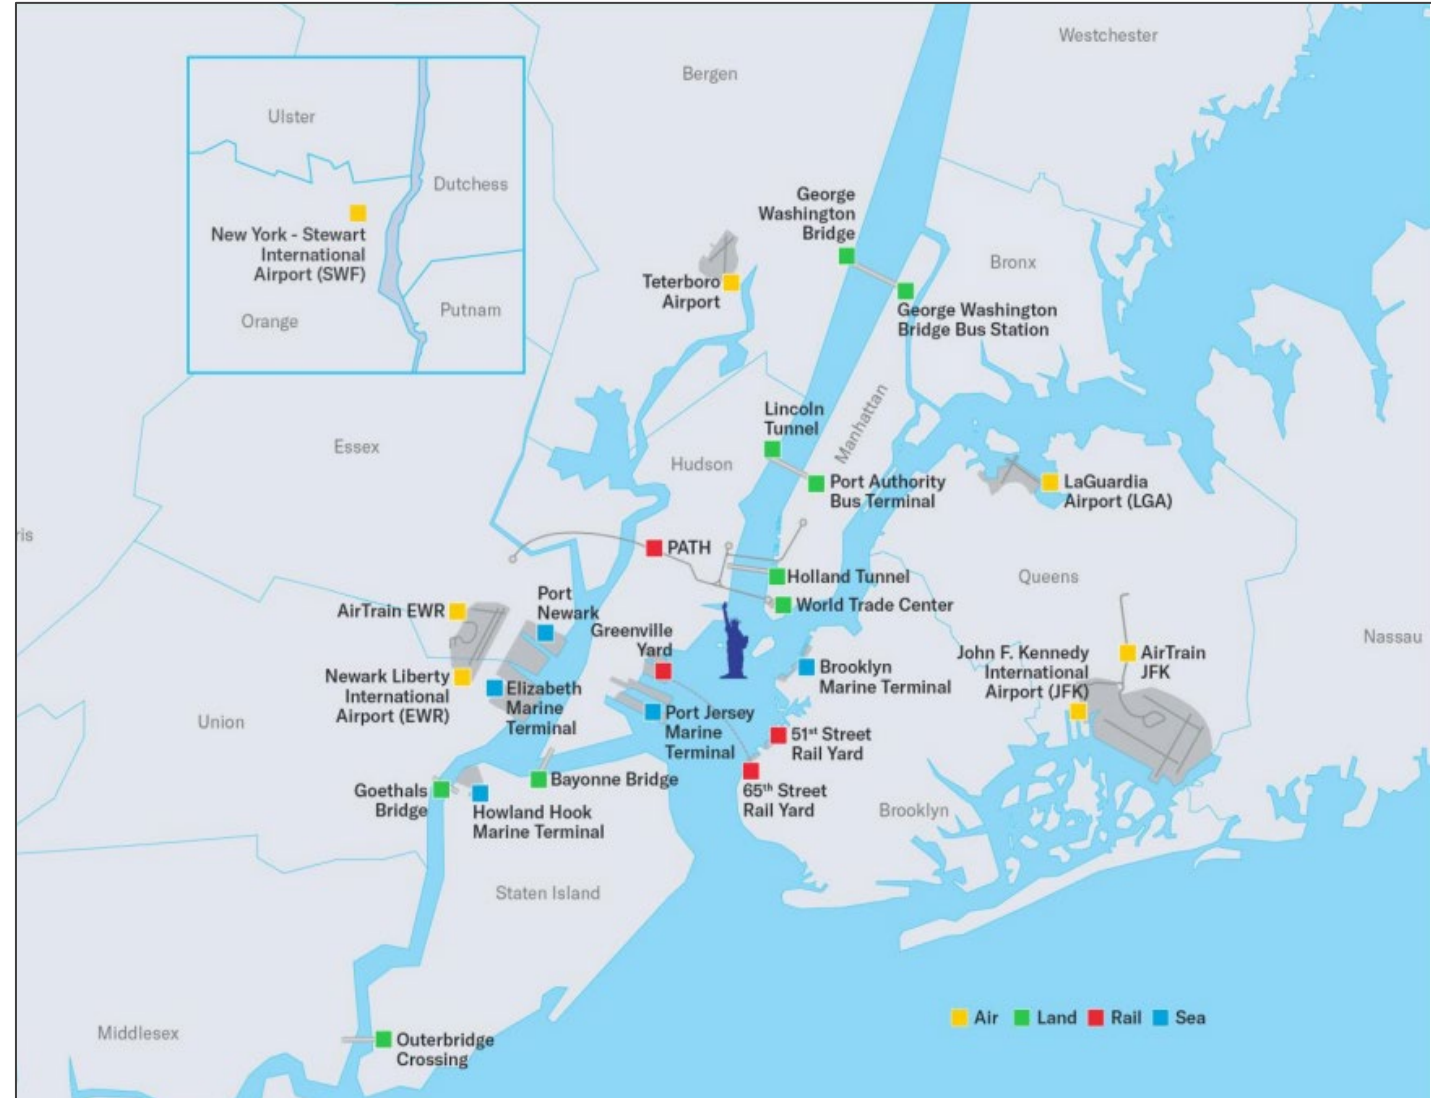 Westchester
Bergen
Ulster
Dutchess
New York - Stewart
International
Airport (SWF)
Putnam
Orange
George
Washington
Bridge
Bronx
Teterboro
Airport
George Washington
Bridge Bus Station
Lincoln
Tunnel
Manhattan
Essex
Hudson
Port Authority
Bus Terminal
LaGuardia
Airport (LGA)
ris
PATH
Holland Tunnel
Queens
World Trade Center
AirTrain EWR
Port
Newark
Greenville
Yard
Nassau
Newark Liberty
International
Airport (EWR)
Elizabeth
Marine
Terminal
Brooklyn
Marine Terminal
John F. Kennedy
International
Airport (JFK)
AirTrain
JFK
Union
Port Jersey
Marine
Terminal
51st Street
Rail Yard
Goethals
Bridge
Bayonne Bridge
65th Street
Rail Yard
Howland Hook
Marine Terminal
Brooklyn
Staten Island
Middlesex
Outerbridge
Crossing
Air Land Rail Sea